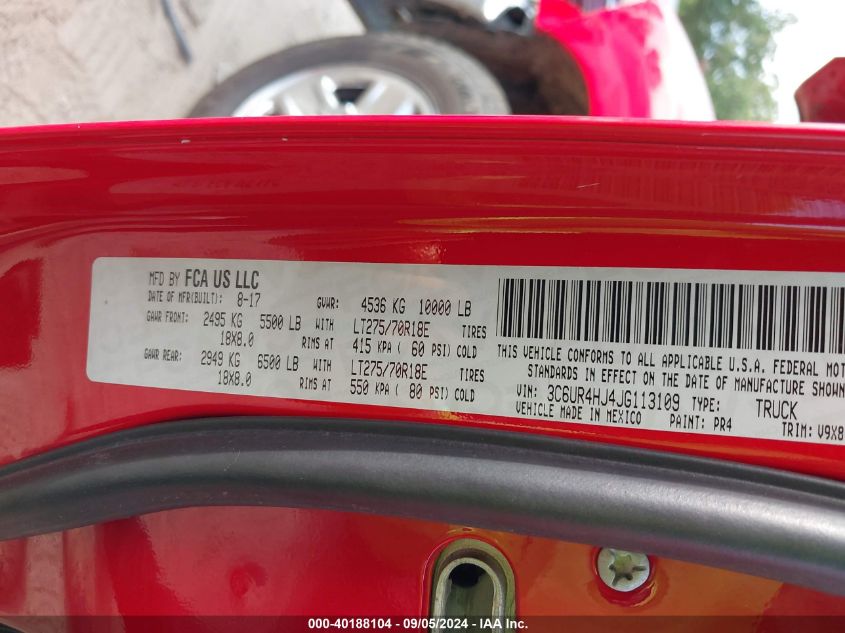 MFD BY FCA US LLC
DATE OF MFR(BUILT): 8-17 GVWR: 4536 KG 10000 LB
GAWR FRONT: 2495 KG 5500 LB WITH LT275/70R18E TIRES
18X8.0 RIMS AT 415 KPA ( 60 PSI) COLD
GAWR REAR: 2949 KG 6500 LB WITH LT275/70R18E TIRES
18X8.0 RIMS AT 550 KPA ( 80 PSI) COLD
THIS VEHICLE CONFORMS TO ALL APPLICABLE U.S.A. FEDERAL MOT
STANDARDS IN EFFECT ON THE DATE OF MANUFACTURE SHOWN
VIN: 3C6UR4HJ4JG113109 TYPE: TRUCK
VEHICLE MADE IN MEXICO PAINT: PR4 TRIM: V9X8
000-40188104 - 09/05/2024 - IAA Inc.